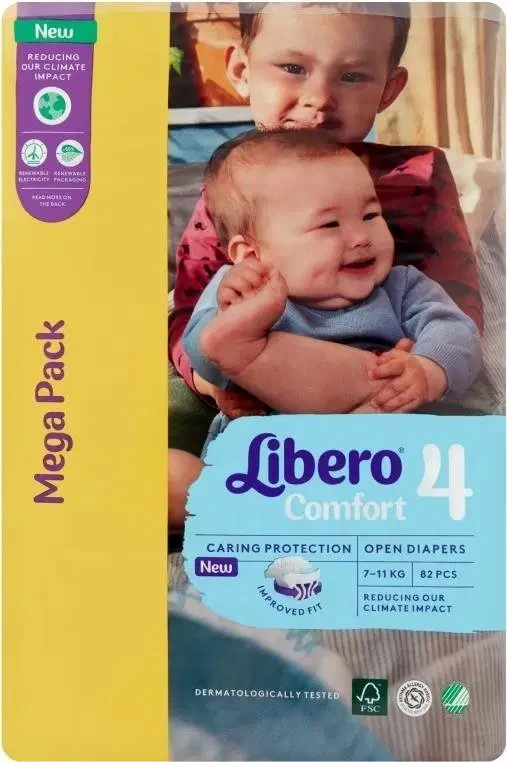 New
REDUCING
OUR CLIMATE
IMPACT
RENEWABLE
ELECTRICITY
RENEWABLE
PACKAGING
READ MORE ON
THE BACK
Mega Pack
Libero®
Comfort
4
CARING PROTECTION
OPEN DIAPERS
New
IMPROVED FIT
7–11 KG
82 PCS
REDUCING OUR
CLIMATE IMPACT
DERMATOLOGICALLY TESTED
FSC